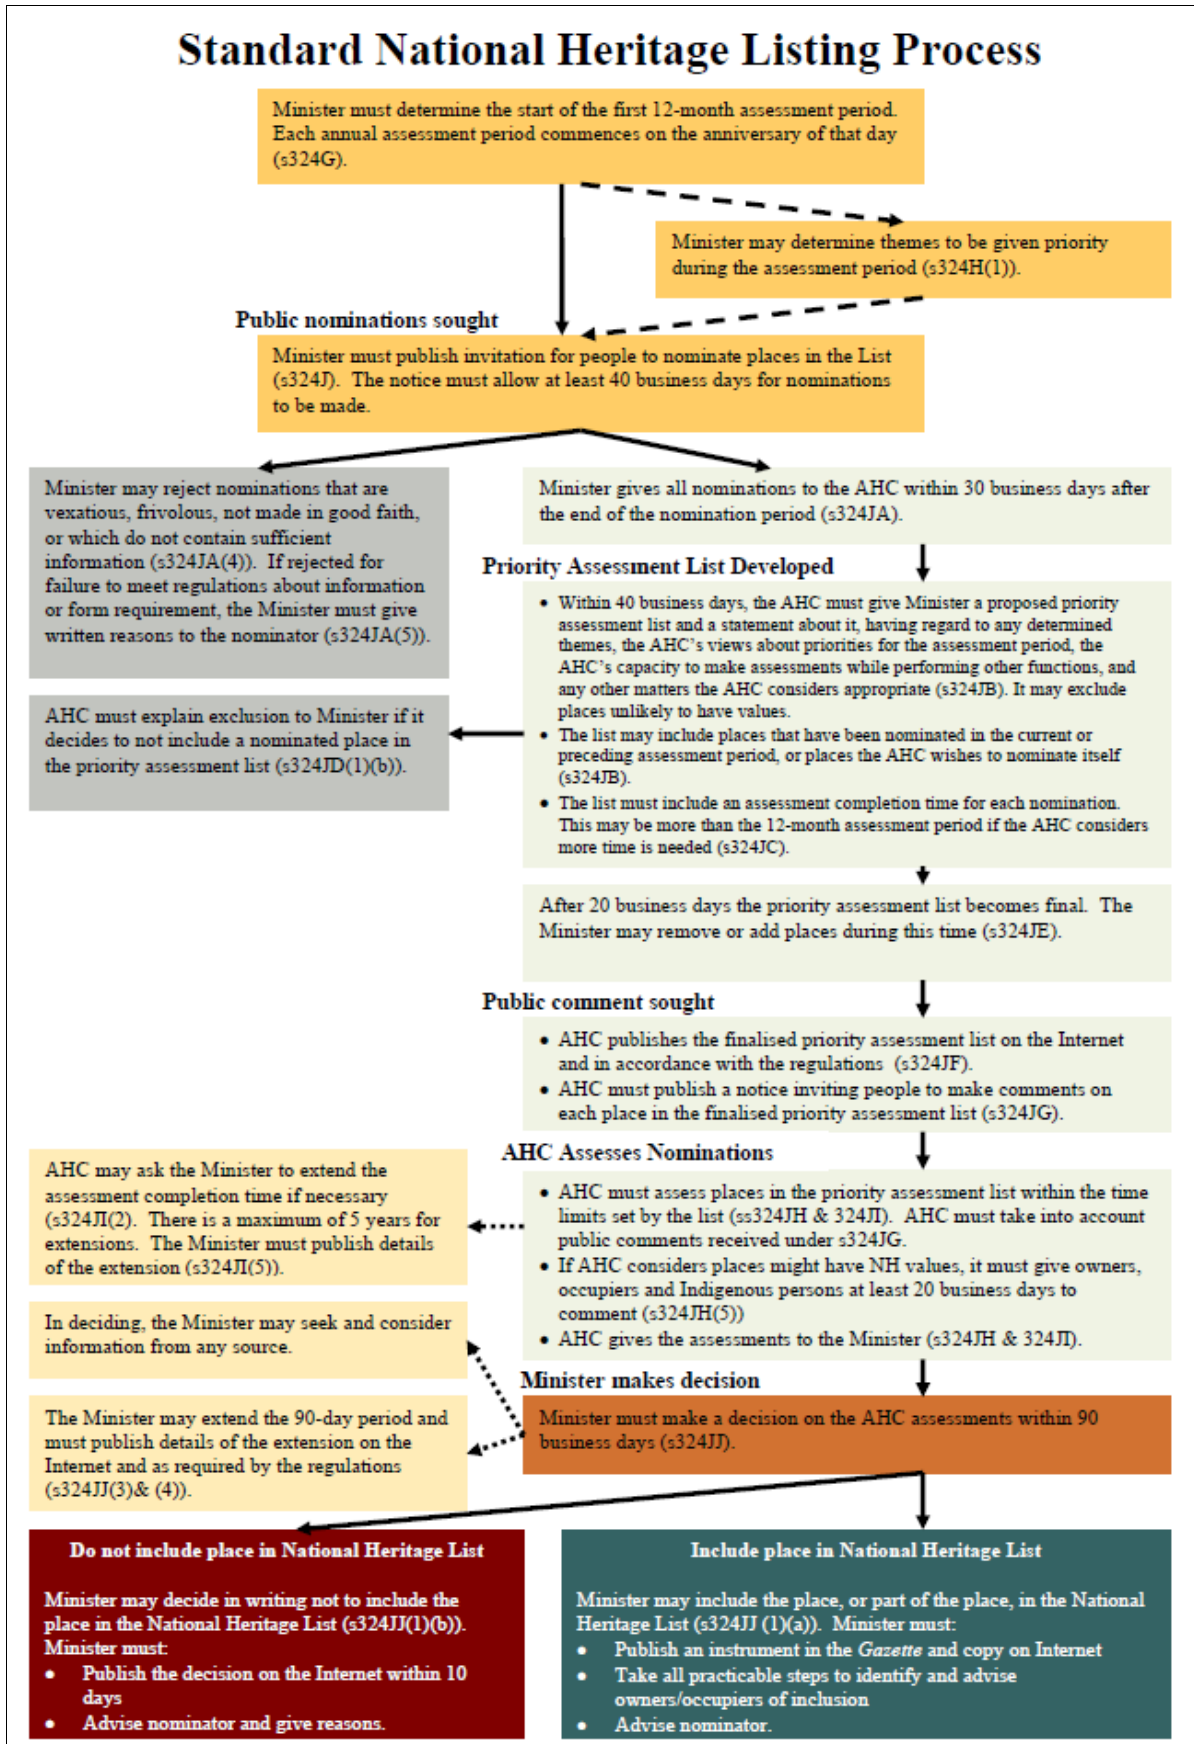 Standard National Heritage Listing Process
Minister must determine the start of the first 12-month assessment period.
Each annual assessment period commences on the anniversary of that day
(s324G).
Minister may determine themes to be given priority
during the assessment period (s324H(1)).
Public nominations sought
Minister must publish invitation for people to nominate places in the List
(s324J).  The notice must allow at least 40 business days for nominations
to be made.
Minister may reject nominations that are
vexatious, frivolous, not made in good faith,
or which do not contain sufficient
information (s324JA(4)).  If rejected for
failure to meet regulations about information
or form requirement, the Minister must give
written reasons to the nominator (s324JA(5)).
Minister gives all nominations to the AHC within 30 business days after
the end of the nomination period (s324JA).
Priority Assessment List Developed
• Within 40 business days, the AHC must give Minister a proposed priority
assessment list and a statement about it, having regard to any determined
themes, the AHC's views about priorities for the assessment period, the
AHC's capacity to make assessments while performing other functions, and
any other matters the AHC considers appropriate (s324JB). It may exclude
places unlikely to have values.
• The list may include places that have been nominated in the current or
preceding assessment period, or places the AHC wishes to nominate itself
(s324JB).
• The list must include an assessment completion time for each nomination.
This may be more than the 12-month assessment period if the AHC considers
more time is needed (s324JC).
AHC must explain exclusion to Minister if it
decides to not include a nominated place in
the priority assessment list (s324JD(1)(b)).
After 20 business days the priority assessment list becomes final.  The
Minister may remove or add places during this time (s324JE).
Public comment sought
• AHC publishes the finalised priority assessment list on the Internet
and in accordance with the regulations  (s324JF).
• AHC must publish a notice inviting people to make comments on
each place in the finalised priority assessment list (s324JG).
AHC Assesses Nominations
• AHC must assess places in the priority assessment list within the time
limits set by the list (ss324JH & 324JI).  AHC must take into account
public comments received under s324JG.
• If AHC considers places might have NH values, it must give owners,
occupiers and Indigenous persons at least 20 business days to
comment (s324JH(5))
• AHC gives the assessments to the Minister (s324JH & 324JI).
AHC may ask the Minister to extend the
assessment completion time if necessary
(s324JI(2).  There is a maximum of 5 years for
extensions.  The Minister must publish details
of the extension (s324JI(5)).
In deciding, the Minister may seek and consider
information from any source.
The Minister may extend the 90-day period and
must publish details of the extension on the
Internet and as required by the regulations
(s324JJ(3)& (4)).
Minister makes decision
Minister must make a decision on the AHC assessments within 90
business days (s324JJ).
Do not include place in National Heritage List
Minister may decide in writing not to include the
place in the National Heritage List (s324JJ(1)(b)).
Minister must:
• Publish the decision on the Internet within 10
days
• Advise nominator and give reasons.
Include place in National Heritage List
Minister may include the place, or part of the place, in the National
Heritage List (s324JJ (1)(a)).  Minister must:
• Publish an instrument in the Gazette and copy on Internet
• Take all practicable steps to identify and advise
owners/occupiers of inclusion
• Advise nominator.